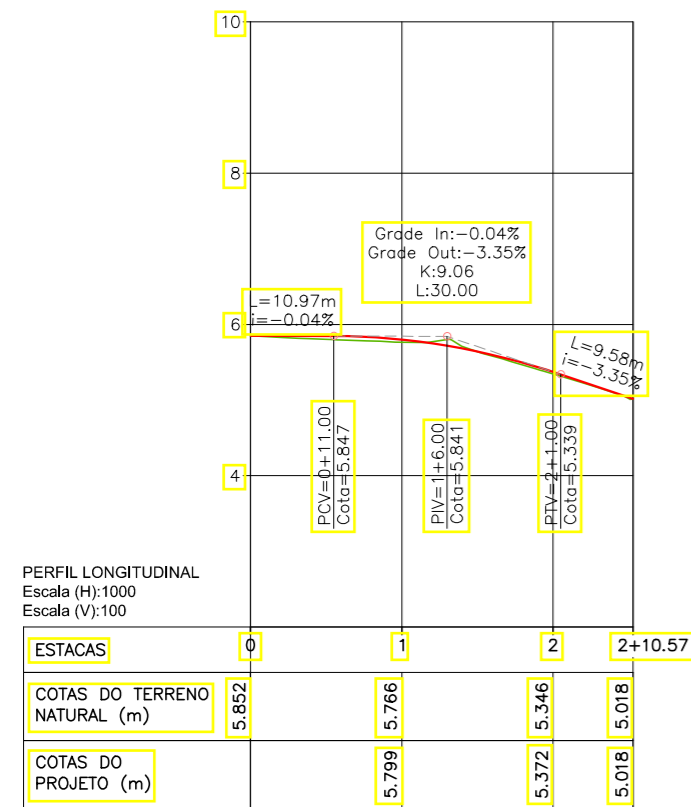 10
8
Grade In:-0.04%
Grade Out:-3.35%
K:9.06
L:30.00
L=10.97m
i=-0.04%
6
L=9.58m
i=-3.35%
PCV=0+11.00
Cota=5.847
PIV=1+6.00
Cota=5.841
PTV=2+1.00
Cota=5.339
4
PERFIL LONGITUDINAL
Escala (H):1000
Escala (V):100
ESTACAS 0 1 2 2+10.57
COTAS DO TERRENO
NATURAL (m) 5.852 5.766 5.346 5.018
COTAS DO
PROJETO (m) 5.799 5.372 5.018